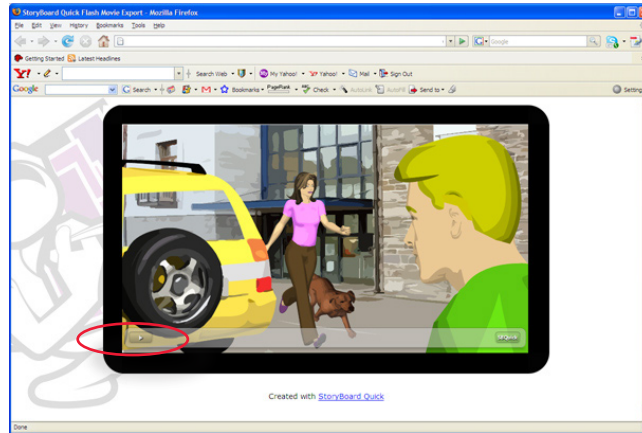 StoryBoard Quick Flash Movie Export - Mozilla Firefox
File Edit View History Bookmarks Tools Help
Google
Getting Started Latest Headlines
Y! Search Web My Yahoo! Yahoo! Mail Sign Out
Google Search Bookmarks PageRank Check AutoLink AutoFill Send to Setting
SBQuick
Created with StoryBoard Quick
Done